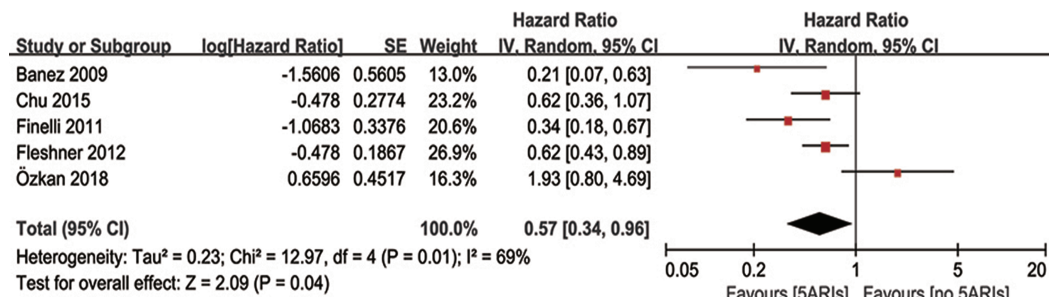 Hazard Ratio Hazard Ratio
Study or Subgroup log[Hazard Ratio] SE Weight IV, Random, 95% CI IV, Random, 95% CI
Banez 2009 -1.5606 0.5605 13.0% 0.21 [0.07, 0.63]
Chu 2015 -0.478 0.2774 23.2% 0.62 [0.36, 1.07]
Finelli 2011 -1.0683 0.3376 20.6% 0.34 [0.18, 0.67]
Fleshner 2012 -0.478 0.1867 26.9% 0.62 [0.43, 0.89]
Özkan 2018 0.6596 0.4517 16.3% 1.93 [0.80, 4.69]
Total (95% CI) 100.0% 0.57 [0.34, 0.96]
Heterogeneity: Tau² = 0.23; Chi² = 12.97, df = 4 (P = 0.01); I² = 69%
0.05 0.2 1 5 20
Test for overall effect: Z = 2.09 (P = 0.04)
Favours [5ARIs] Favours [no 5ARIs]